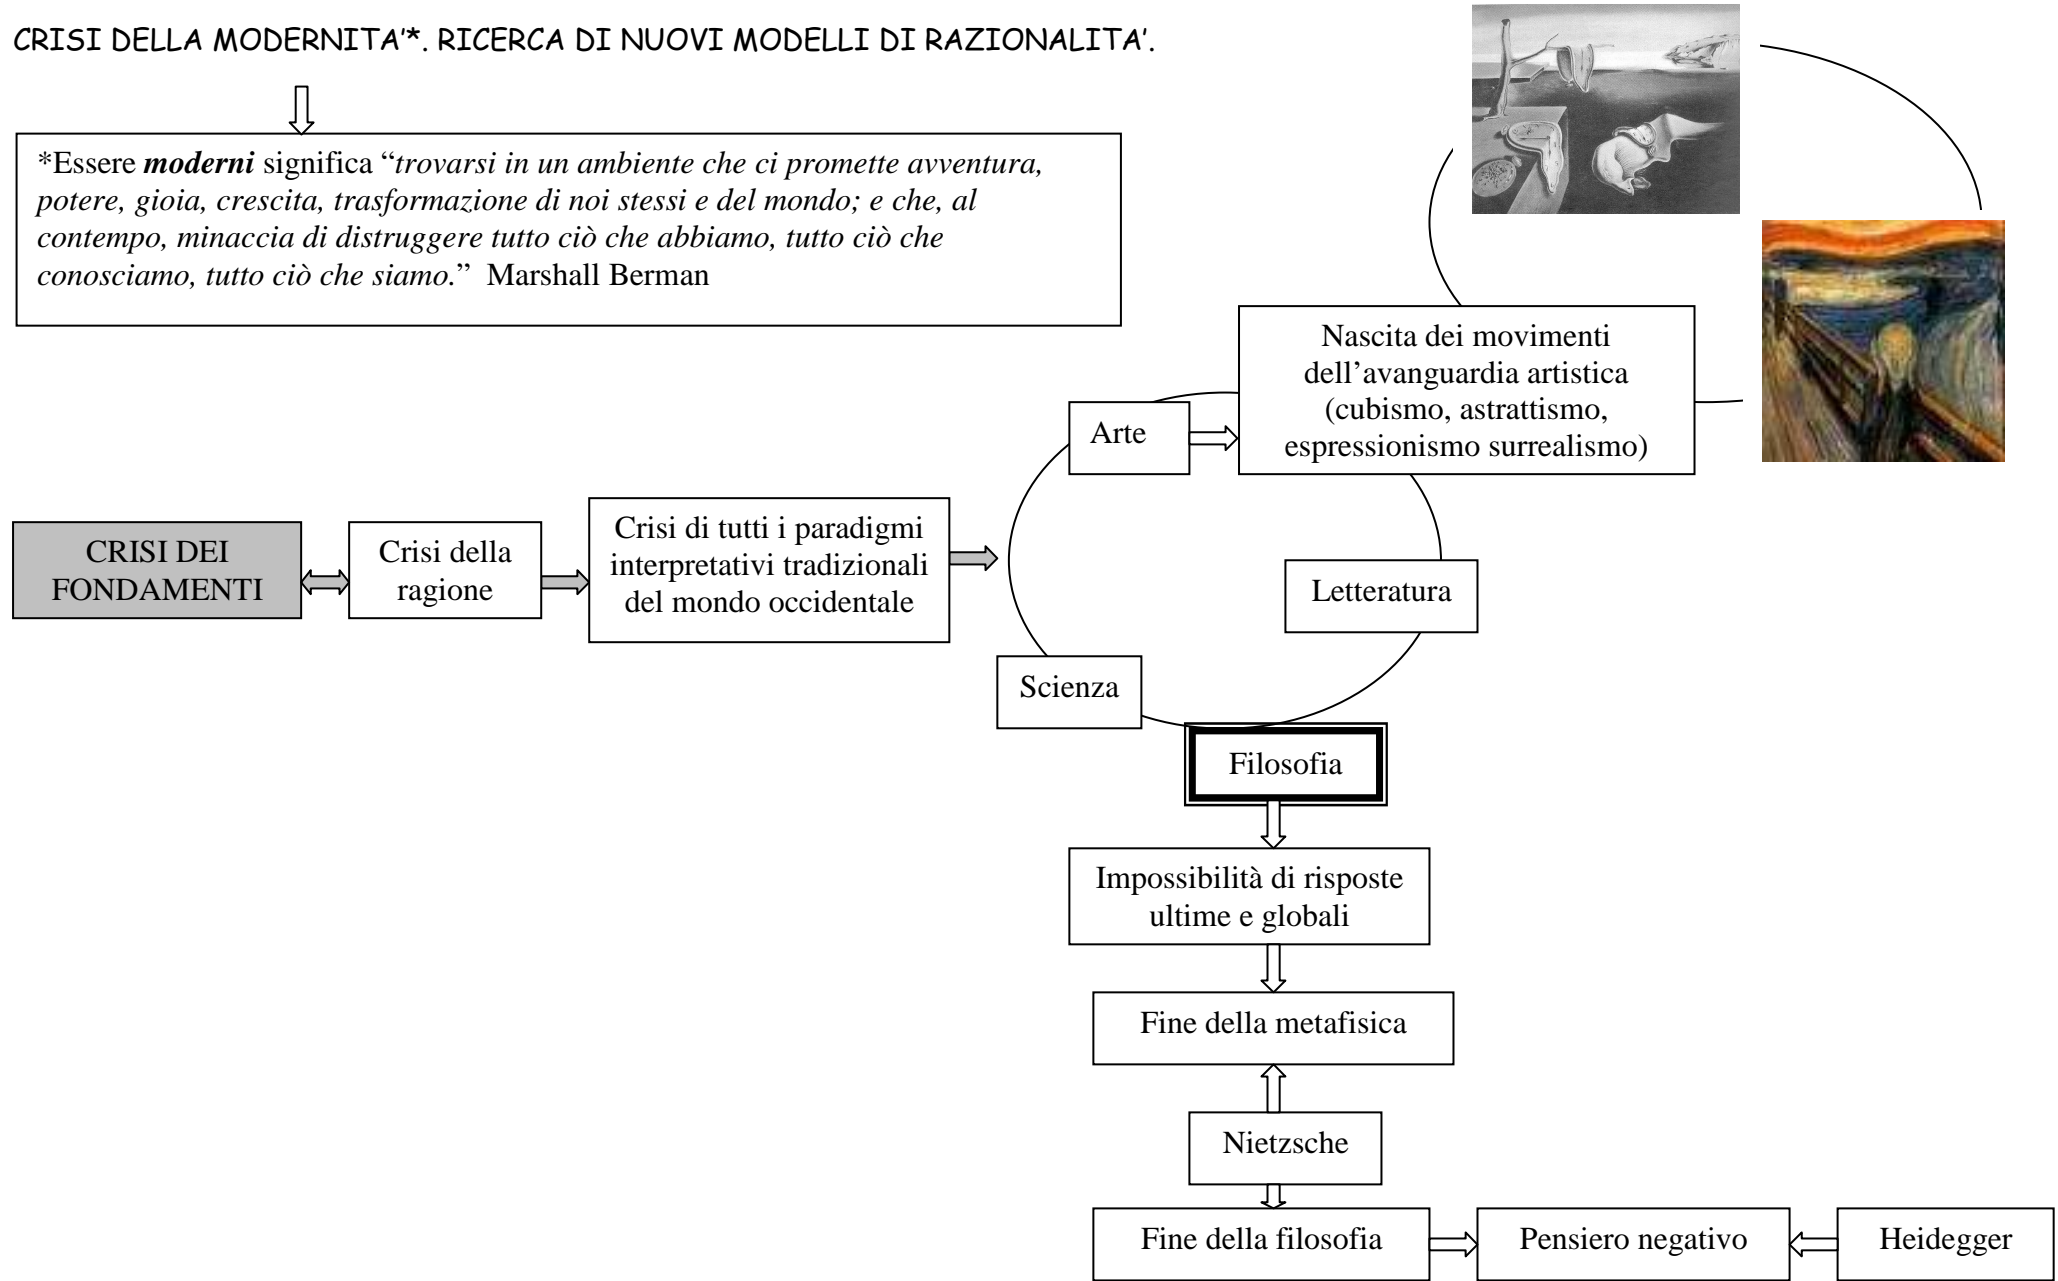 CRISI DELLA MODERNITA'*. RICERCA DI NUOVI MODELLI DI RAZIONALITA'.
*Essere moderni significa “trovarsi in un ambiente che ci promette avventura,
potere, gioia, crescita, trasformazione di noi stessi e del mondo; e che, al
contempo, minaccia di distruggere tutto ciò che abbiamo, tutto ciò che
conosciamo, tutto ciò che siamo.” Marshall Berman
Nascita dei movimenti
dell’avanguardia artistica
(cubismo, astrattismo,
espressionismo surrealismo)
Arte
CRISI DEI
FONDAMENTI
Crisi della
ragione
Crisi di tutti i paradigmi
interpretativi tradizionali
del mondo occidentale
Letteratura
Scienza
Filosofia
Impossibilità di risposte
ultime e globali
Fine della metafisica
Nietzsche
Fine della filosofia
Pensiero negativo
Heidegger